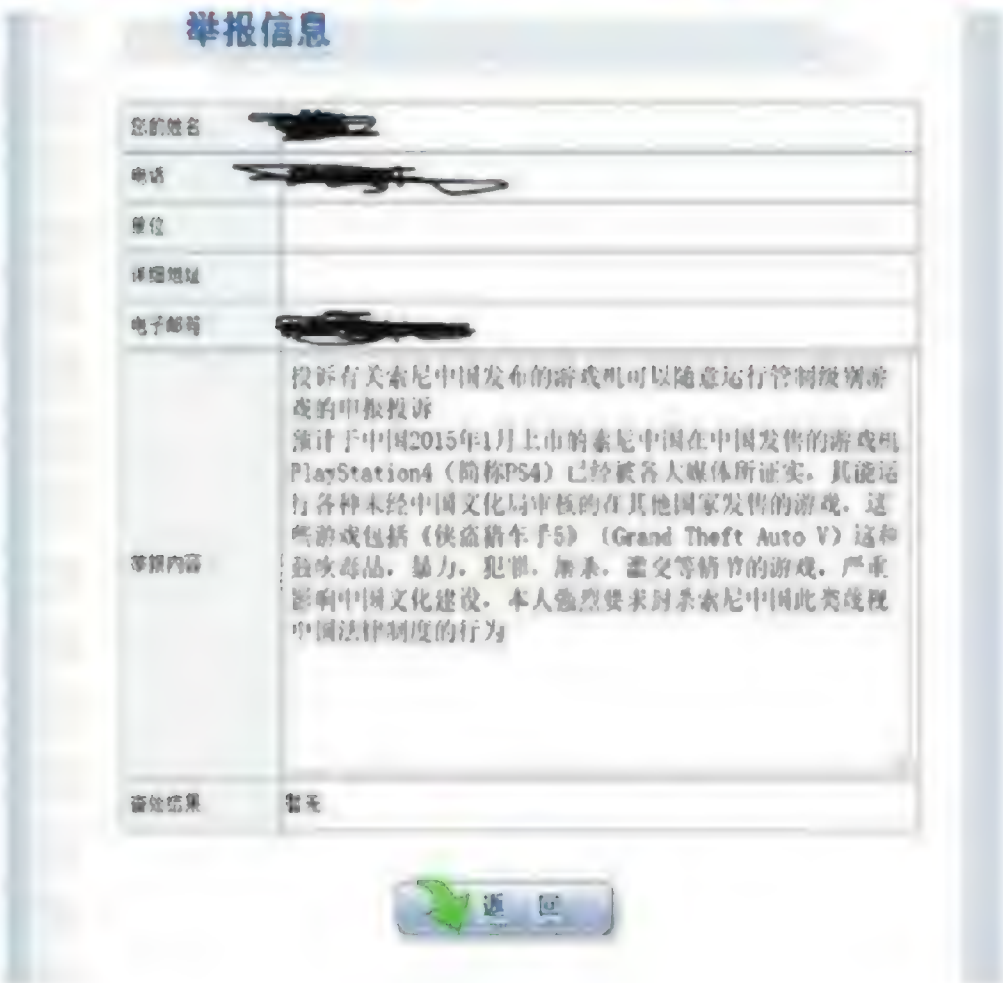 举报信息
您的姓名
电话
单位
详细地址
电子邮箱
投诉有关索尼中国发布的游戏机可以随意运行管制级别游
戏的申报投诉
预计于中国2015年1月上市的索尼中国在中国发售的游戏机
PlayStation4（简称PS4）已经被各大媒体所证实，其能运
行各种未经中国文化局审核的在其他国家发售的游戏，这
些游戏包括《侠盗猎车手5》（Grand Theft Auto V）这种
鼓吹毒品，暴力，犯罪，屠杀，滥交等情节的游戏，严重
影响中国文化建设，本人强烈要求封杀索尼中国此类蔑视
中国法律制度的行为
举报内容
查处结果
暂无
返 回